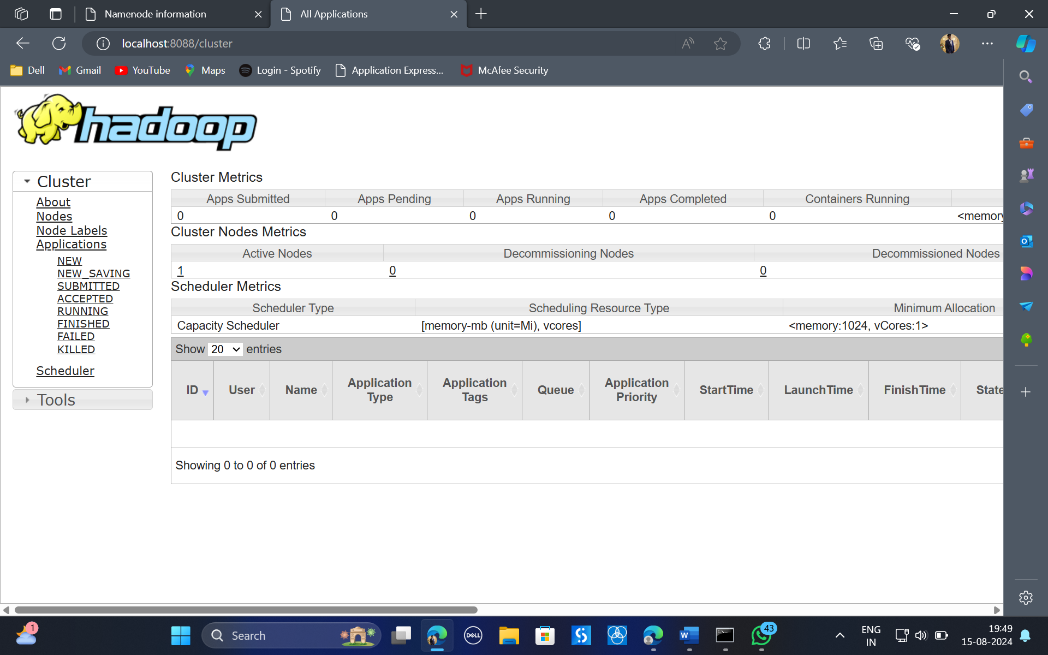 Namenode information
All Applications
localhost:8088/cluster
Dell
Gmail
YouTube
Maps
Login - Spotify
Application Express...
McAfee Security
hadoop
Cluster
About
Nodes
Node Labels
Applications
NEW
NEW_SAVING
SUBMITTED
ACCEPTED
RUNNING
FINISHED
FAILED
KILLED
Scheduler
Tools
Cluster Metrics
Apps Submitted Apps Pending Apps Running Apps Completed Containers Running
0 0 0 0 0 <memory
Cluster Nodes Metrics
Active Nodes Decommissioning Nodes Decommissioned Nodes
1 0 0
Scheduler Metrics
Scheduler Type Scheduling Resource Type Minimum Allocation
Capacity Scheduler [memory-mb (unit=Mi), vcores] <memory:1024, vCores:1>
Show 20 entries
ID User Name Application Type Application Tags Queue Application Priority StartTime LaunchTime FinishTime State
Showing 0 to 0 of 0 entries
1
Search
DELL
43
ENG
IN
19:49
15-08-2024